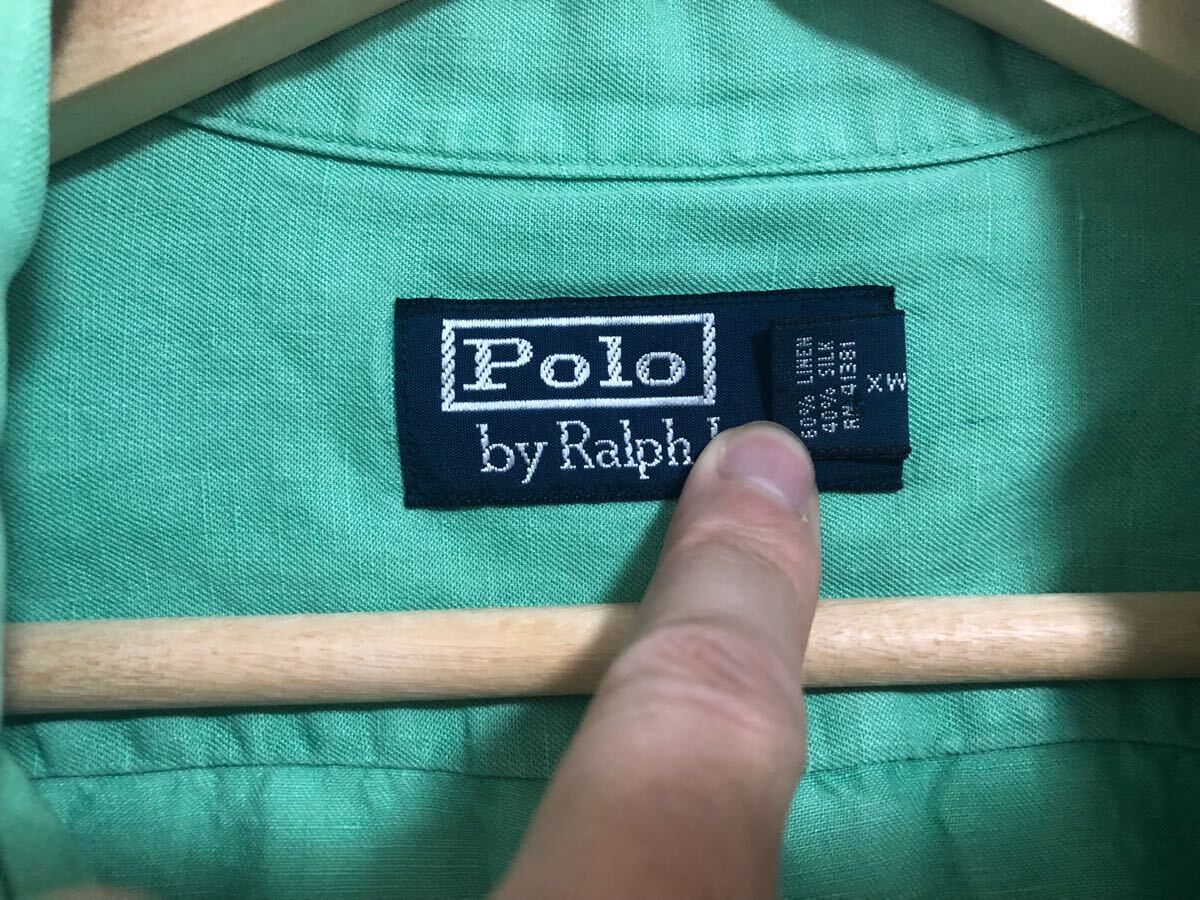 Polo
by Ralph L
60% LINEN
40% SILK
RN 41381
XW